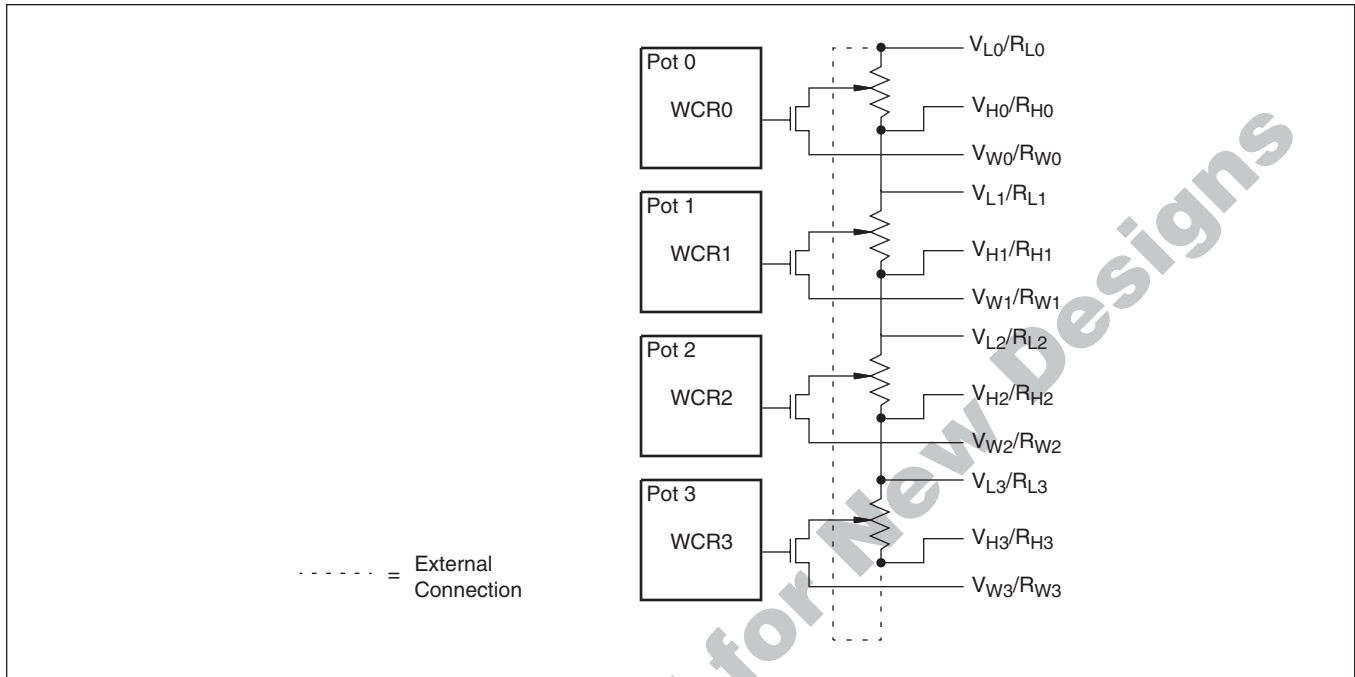 Pot 0
WCR0
VL0/RL0
VH0/RH0
VW0/RW0
Pot 1
WCR1
VL1/RL1
VH1/RH1
VW1/RW1
Pot 2
WCR2
VL2/RL2
VH2/RH2
VW2/RW2
Pot 3
WCR3
VL3/RL3
VH3/RH3
VW3/RW3
- - - - - - = External
Connection
for New Designs